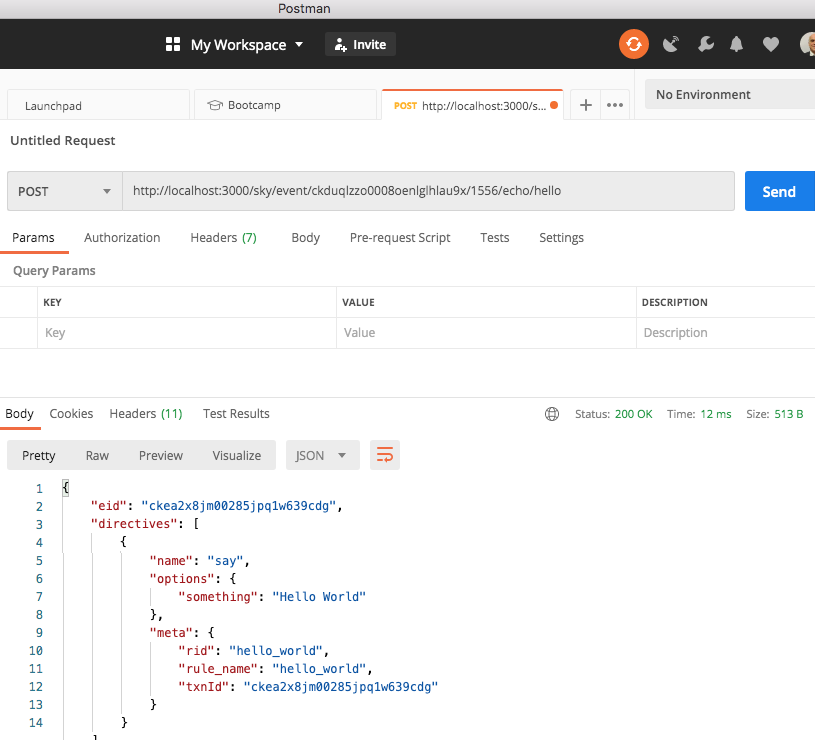 Postman
My Workspace Invite
Launchpad Bootcamp POST http://localhost:3000/s... + ••• No Environment
Untitled Request
POST http://localhost:3000/sky/event/ckduqlzzo0008oenlglhlau9x/1556/echo/hello Send
Params Authorization Headers (7) Body Pre-request Script Tests Settings
Query Params
KEY VALUE DESCRIPTION
Key Value Description
Body Cookies Headers (11) Test Results Status: 200 OK Time: 12 ms Size: 513 B
Pretty Raw Preview Visualize JSON
1 {
2 "eid": "ckea2x8jm00285jpq1w639cdg",
3 "directives": [
4 {
5 "name": "say",
6 "options": {
7 "something": "Hello World"
8 },
9 "meta": {
10 "rid": "hello_world",
11 "rule_name": "hello_world",
12 "txnId": "ckea2x8jm00285jpq1w639cdg"
13 }
14 }